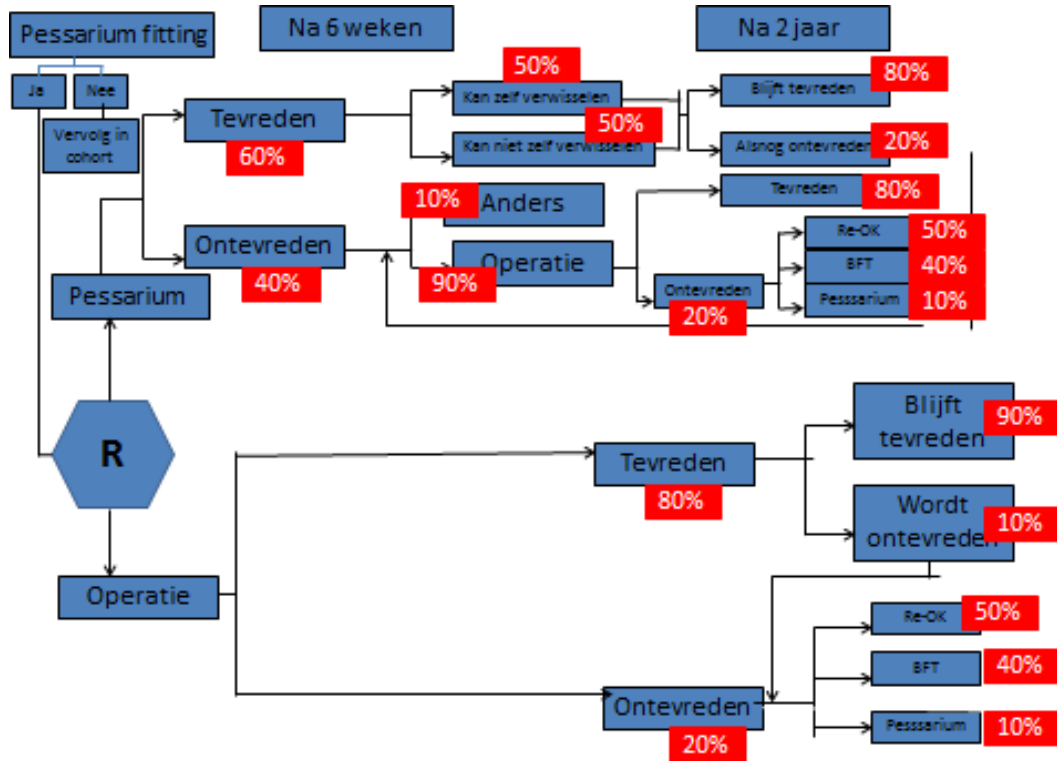 Pessarium fitting
Na 6 weken
Na 2 jaar
Ja
Nee
Vervolg in
cohort
Tevreden
60%
50%
Kan zelf verwisselen
50%
Kan niet zelf verwisselen
Blijft tevreden
80%
Alsnog ontevreden
20%
Ontevreden
40%
10%
Anders
90%
Operatie
Tevreden
80%
Ontevreden
20%
Re-OK
50%
BFT
40%
Pesssarium
10%
Pessarium
R
Operatie
Tevreden
80%
Blijft
tevreden
90%
Wordt
ontevreden
10%
Ontevreden
20%
Re-OK
50%
BFT
40%
Pesssarium
10%